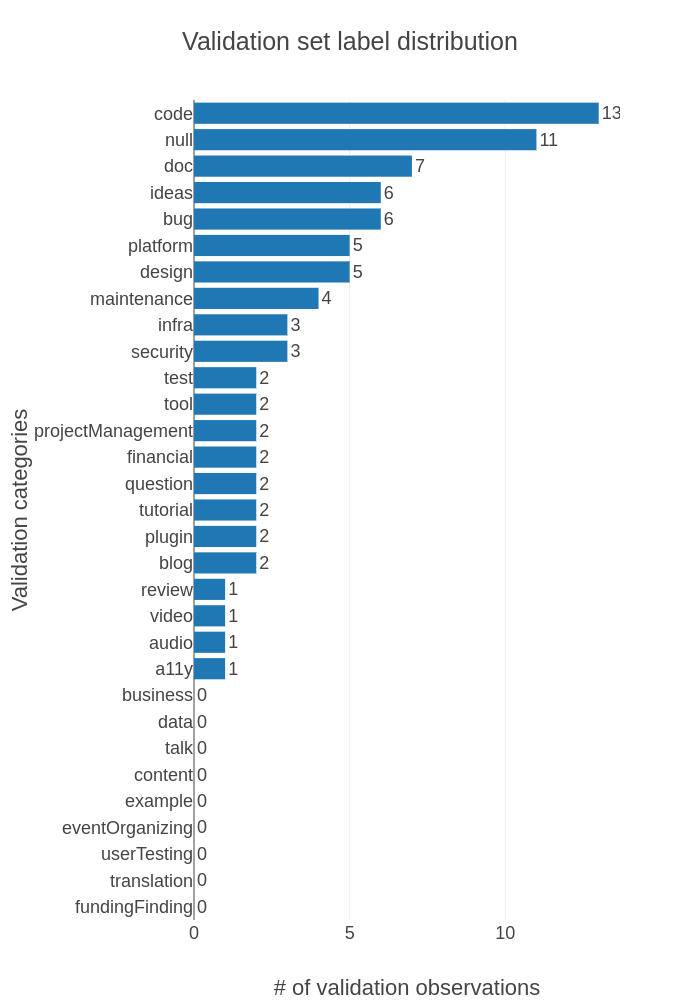 Validation set label distribution
Validation categories
code 13
null 11
doc 7
ideas 6
bug 6
platform 5
design 5
maintenance 4
infra 3
security 3
test 2
tool 2
projectManagement 2
financial 2
question 2
tutorial 2
plugin 2
blog 2
review 1
video 1
audio 1
a11y 1
business 0
data 0
talk 0
content 0
example 0
eventOrganizing 0
userTesting 0
translation 0
fundingFinding 0
0 5 10
# of validation observations